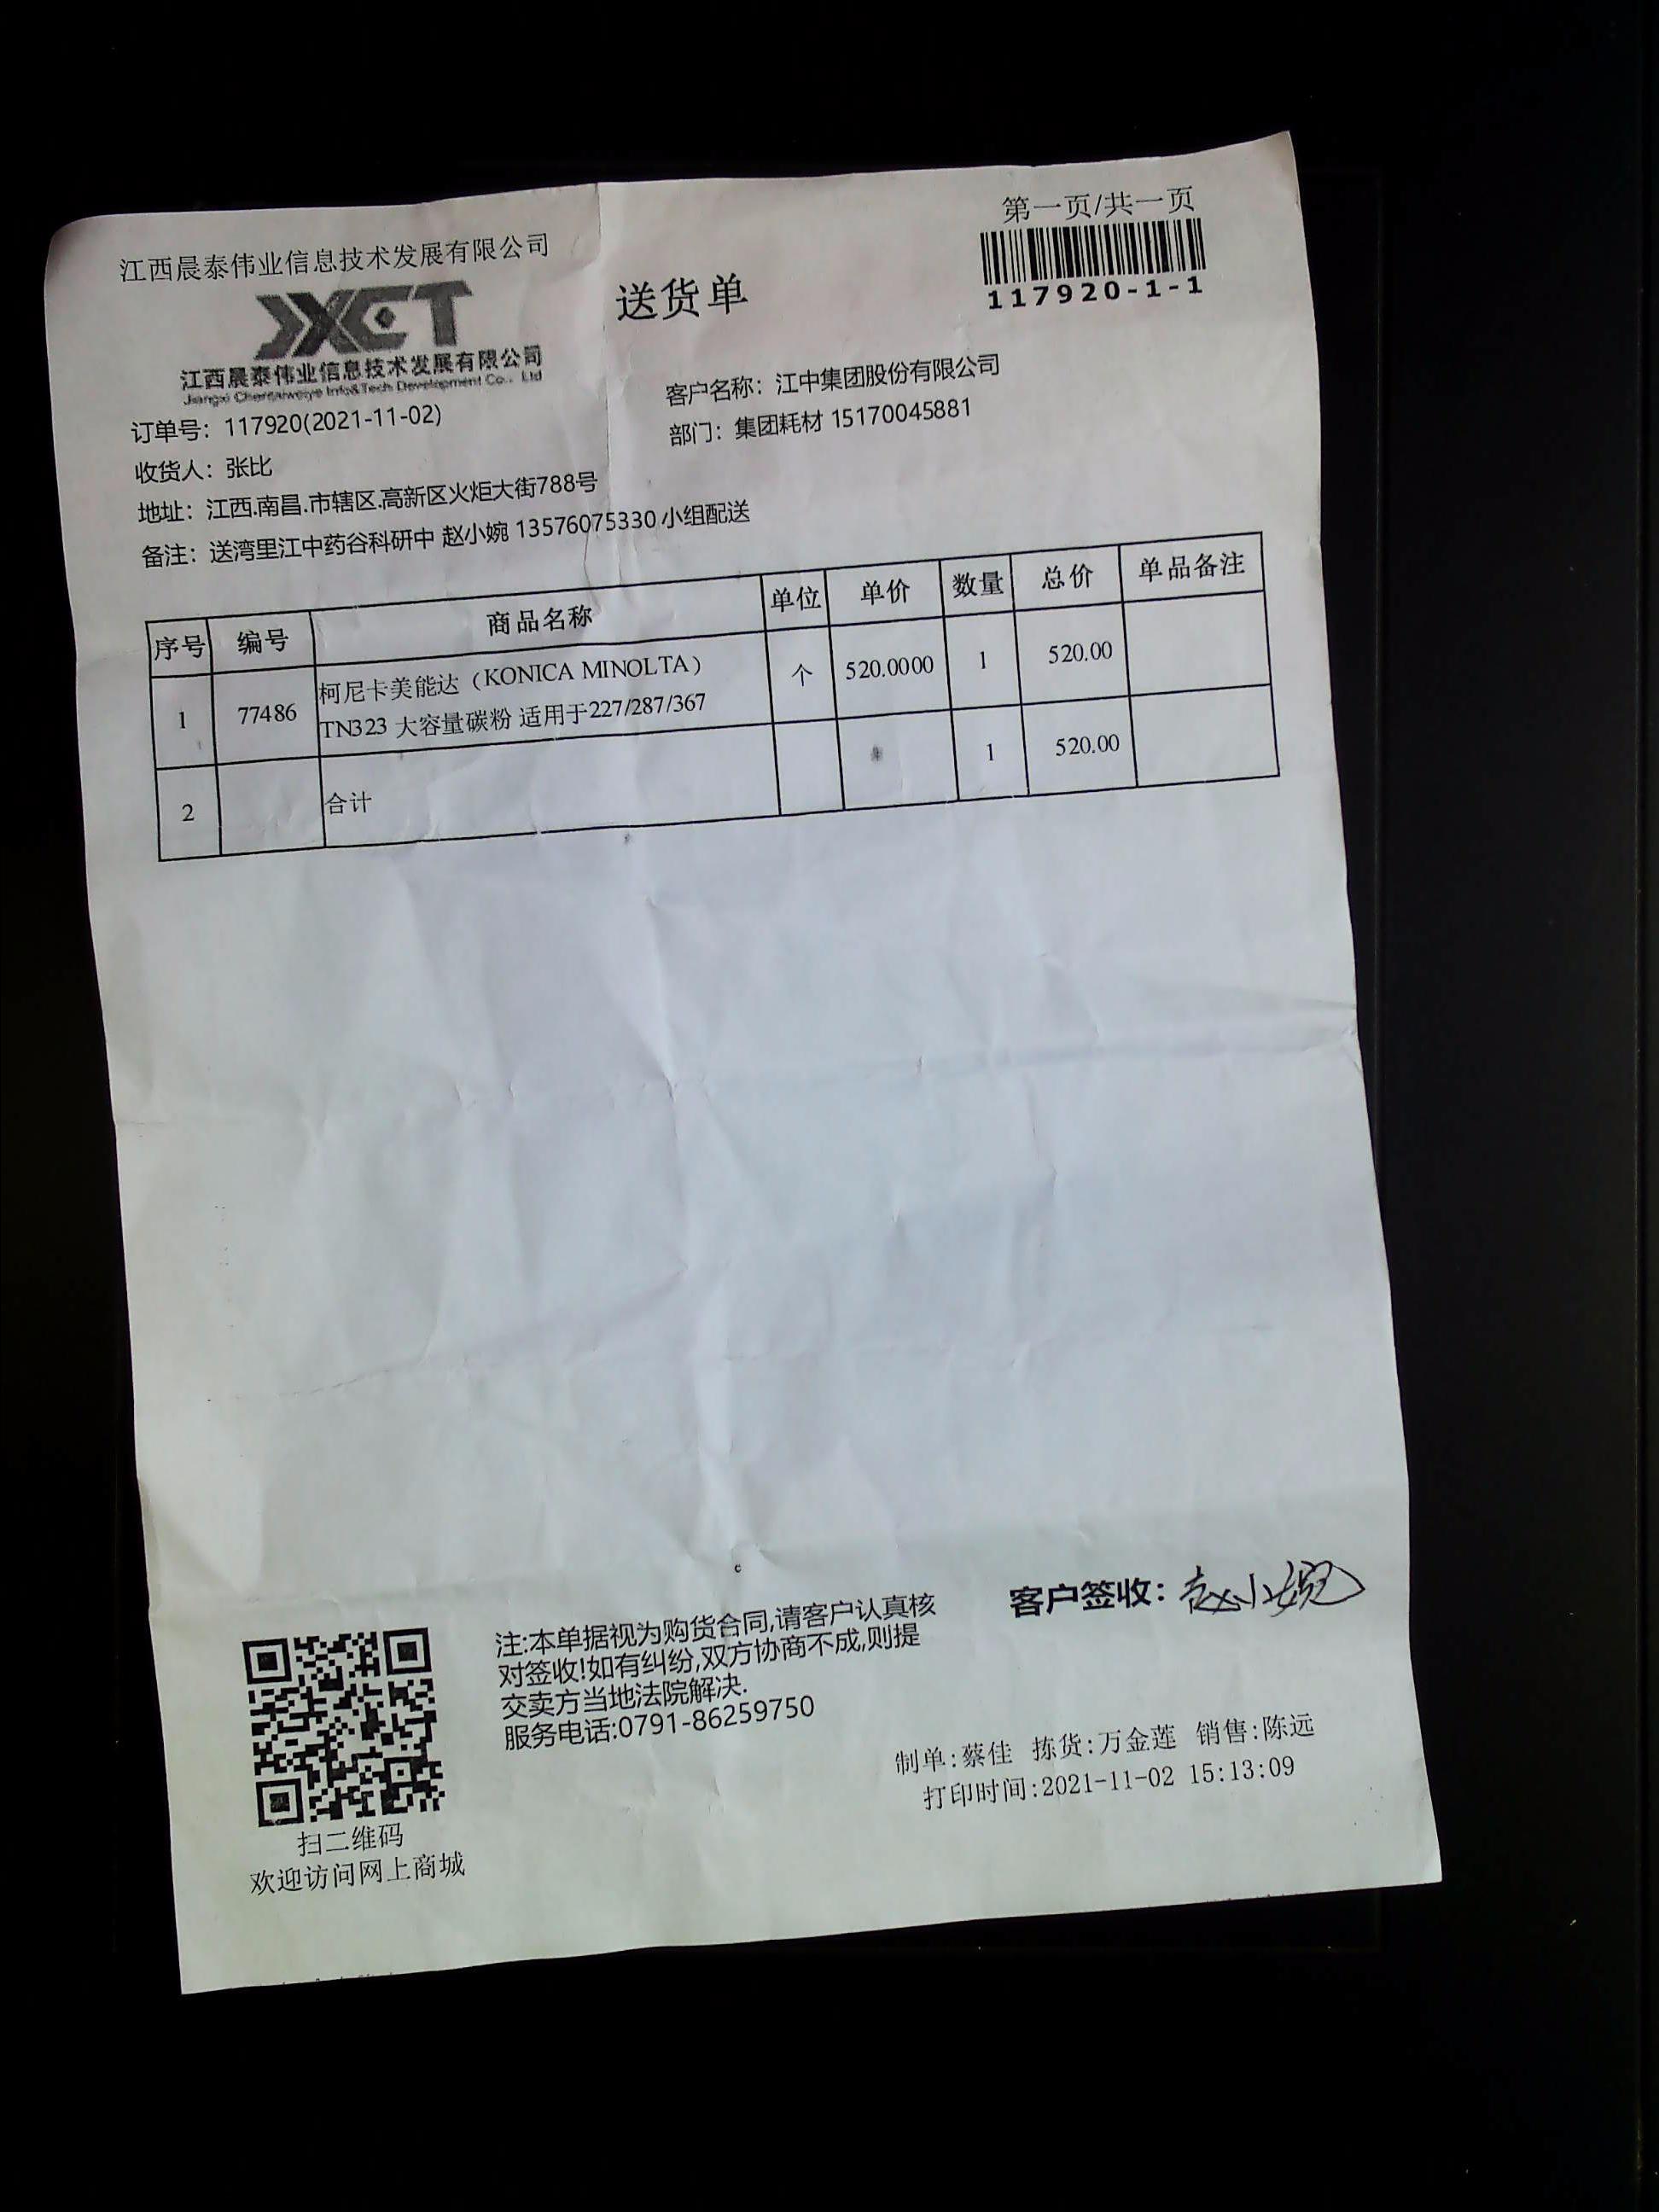 第一页/共一页
江西晨泰伟业信息技术发展有限公司
JXCT
送货单
117920-1-1
江西晨泰伟业信息技术发展有限公司
Jiangxi Chentaiweiye Info&Tech Development Co., Ltd
客户名称：江中集团股份有限公司
订单号：117920(2021-11-02)
部门：集团耗材 15170045881
收货人：张比
地址：江西.南昌.市辖区.高新区火炬大街788号
备注：送湾里江中药谷科研中 赵小婉 13576075330 小组配送
序号 编号 商品名称 单位 单价 数量 总价 单品备注
1 77486 柯尼卡美能达（KONICA MINOLTA） 个 520.0000 1 520.00
TN323 大容量碳粉 适用于227/287/367
2 合计 1 520.00
客户签收：赵小婉
注:本单据视为购货合同,请客户认真核
对签收!如有纠纷,双方协商不成,则提
交卖方当地法院解决.
服务电话:0791-86259750
制单:蔡佳 拣货:万金莲 销售:陈远
打印时间:2021-11-02 15:13:09
扫二维码
欢迎访问网上商城